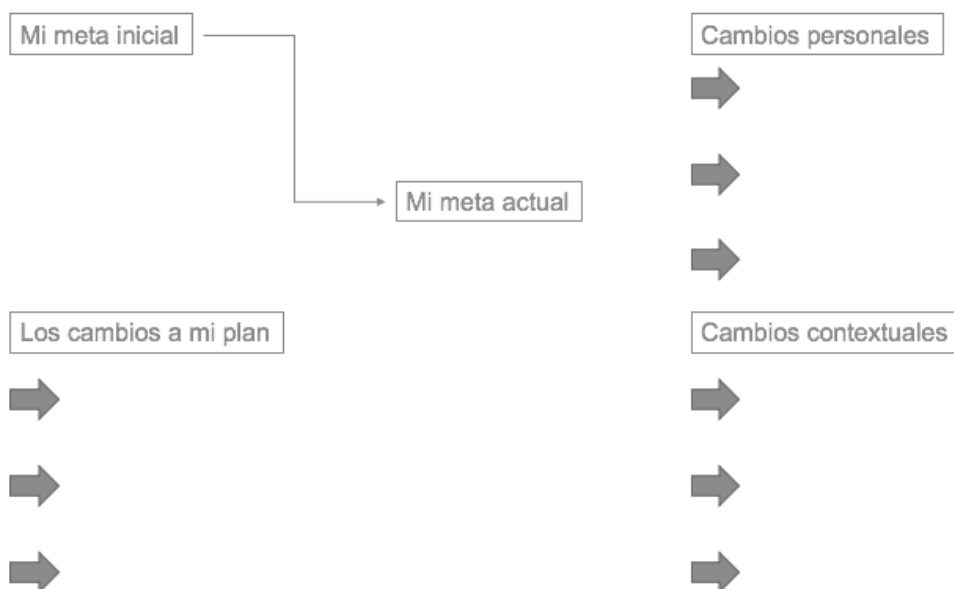 Mi meta inicial
Cambios personales
Mi meta actual
Los cambios a mi plan
Cambios contextuales